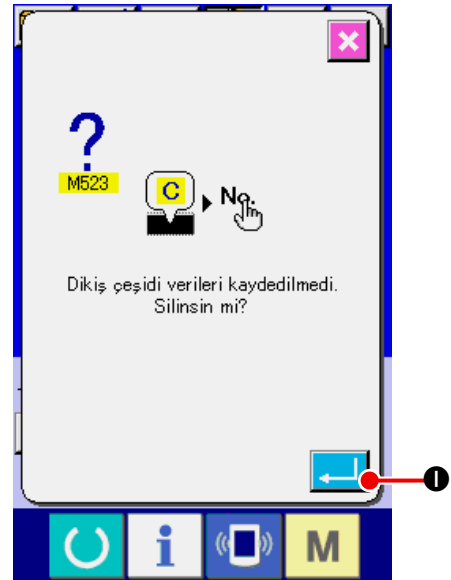 M523
C
No.
Dikiş çeşidi verileri kaydedilmedi.
Silinsin mi?
I
i
M